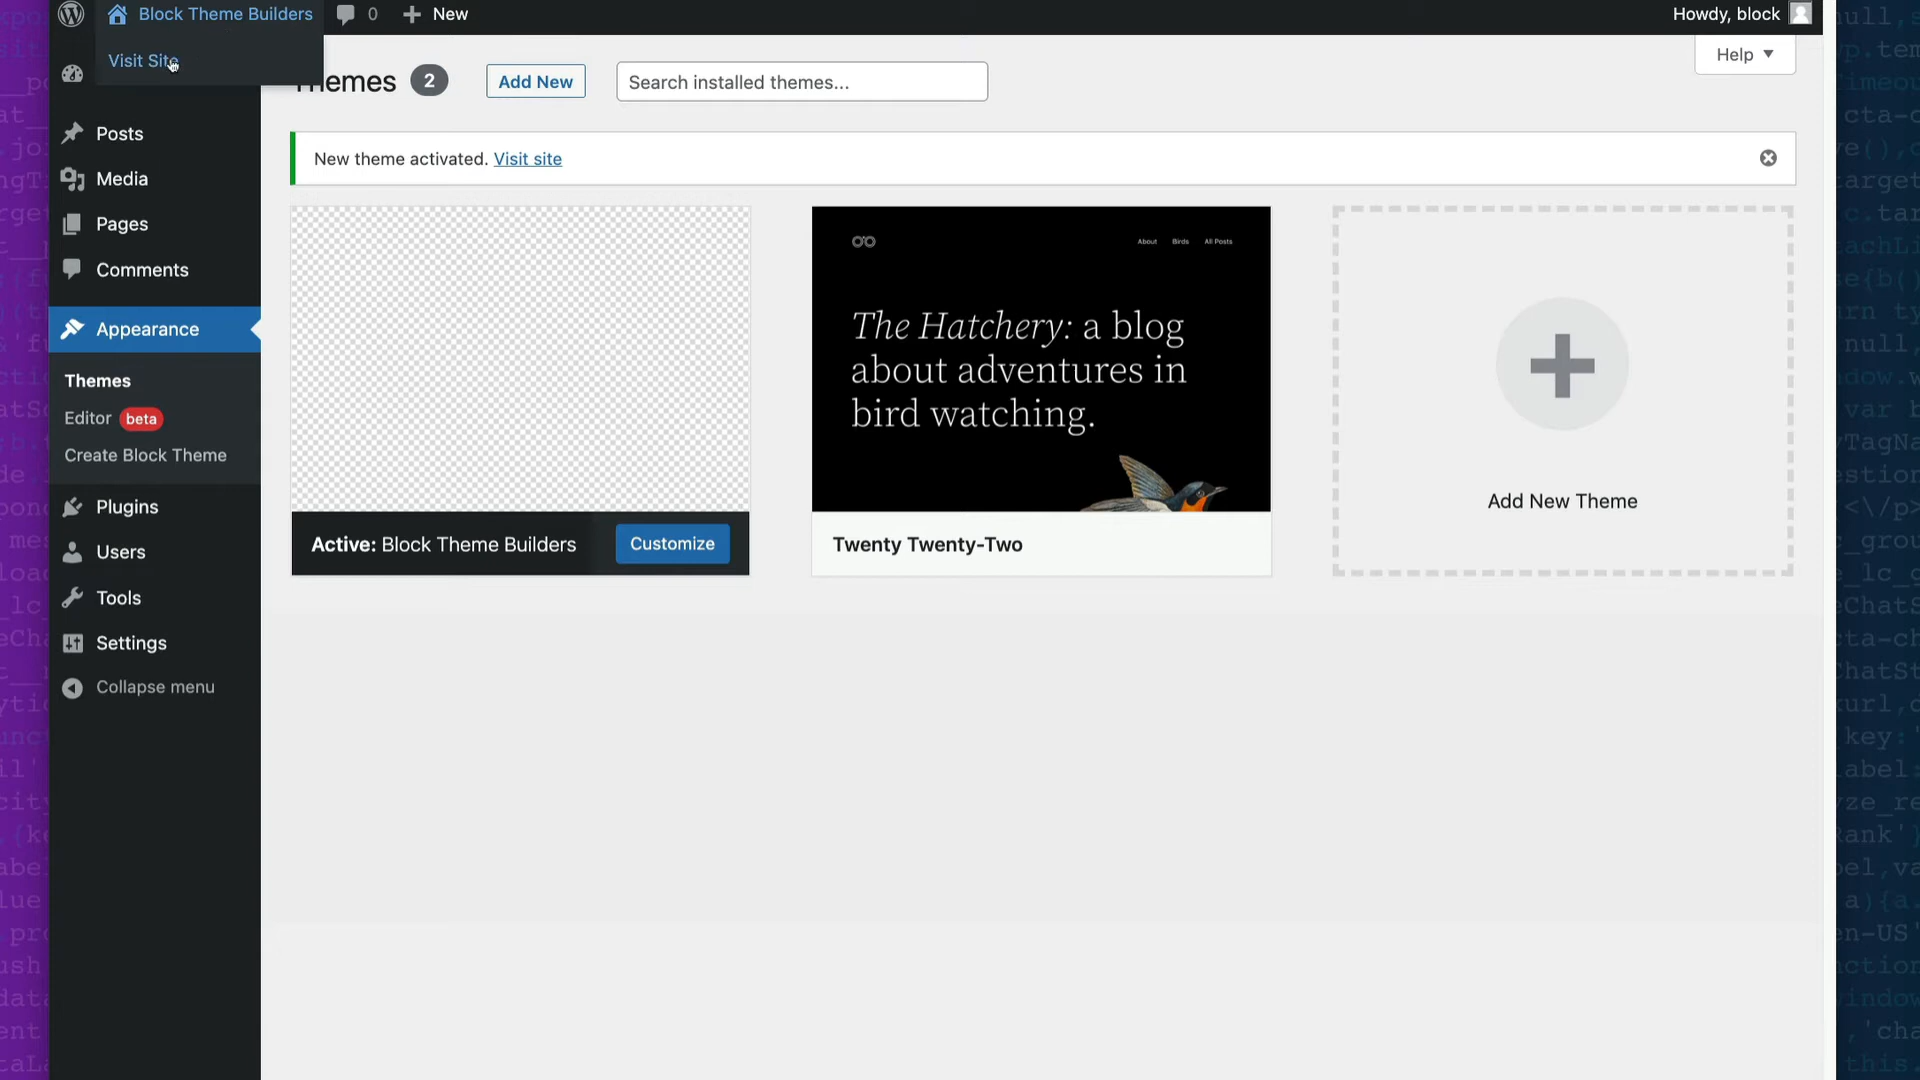 Block Theme Builders
0
New
Howdy, block
Visit Site
Help
Themes 2
Add New
Search installed themes...
Posts
New theme activated. Visit site
Media
Pages
Comments
About
Birds
All Posts
The Hatchery: a blog
about adventures in
bird watching.
Appearance
Themes
Editor beta
Create Block Theme
Plugins
Users
Tools
Settings
Collapse menu
Add New Theme
Active: Block Theme Builders
Customize
Twenty Twenty-Two